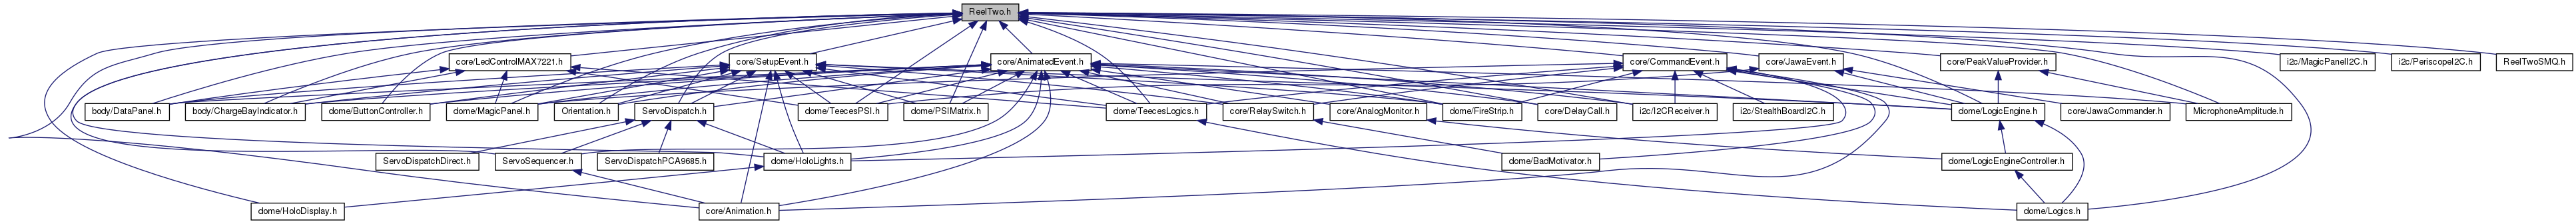 ReelTwo.h
core/LedControlMAX7221.h
core/SetupEvent.h
core/AnimatedEvent.h
core/CommandEvent.h
core/JawaEvent.h
core/PeakValueProvider.h
i2c/MagicPanelI2C.h
i2c/PeriscopeI2C.h
ReelTwoSMQ.h
body/DataPanel.h
body/ChargeBayIndicator.h
dome/ButtonController.h
dome/MagicPanel.h
Orientation.h
ServoDispatch.h
dome/TeecesPSI.h
dome/PSIMatrix.h
dome/TeecesLogics.h
core/RelaySwitch.h
core/AnalogMonitor.h
dome/FireStrip.h
core/DelayCall.h
i2c/I2CReceiver.h
i2c/StealthBoardI2C.h
dome/LogicEngine.h
core/JawaCommander.h
MicrophoneAmplitude.h
ServoDispatchDirect.h
ServoSequencer.h
ServoDispatchPCA9685.h
dome/HoloLights.h
dome/BadMotivator.h
dome/LogicEngineController.h
dome/HoloDisplay.h
core/Animation.h
dome/Logics.h